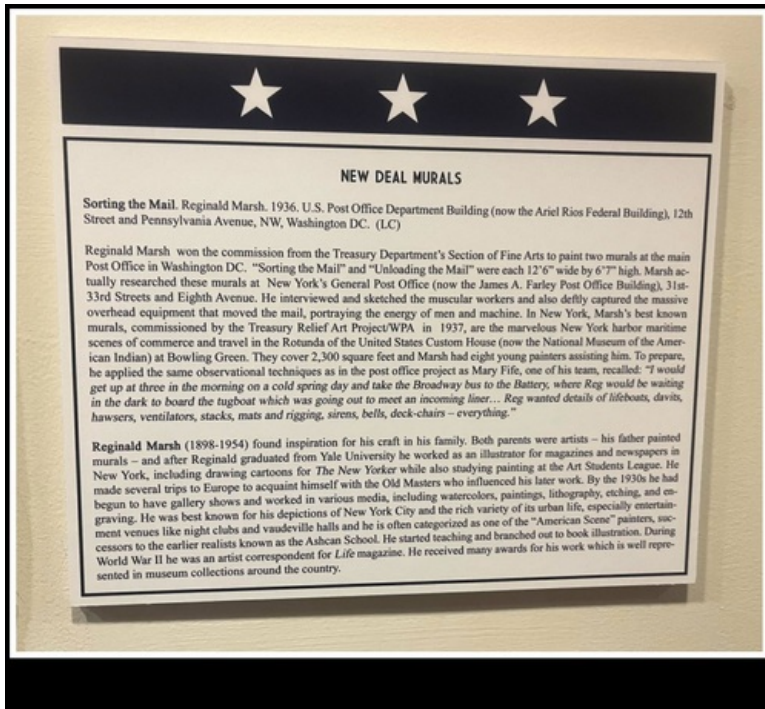 NEW DEAL MURALS
Sorting the Mail. Reginald Marsh. 1936. U.S. Post Office Department Building (now the Ariel Rios Federal Building), 12th
Street and Pennsylvania Avenue, NW, Washington DC. (LC)
Reginald Marsh won the commission from the Treasury Department's Section of Fine Arts to paint two murals at the main
Post Office in Washington DC. "Sorting the Mail" and "Unloading the Mail" were each 12'6" wide by 6'7" high. Marsh ac-
tually researched these murals at New York's General Post Office (now the James A. Farley Post Office Building), 31st-
33rd Streets and Eighth Avenue. He interviewed and sketched the muscular workers and also deftly captured the massive
overhead equipment that moved the mail, portraying the energy of men and machine. In New York, Marsh's best known
murals, commissioned by the Treasury Relief Art Project/WPA in 1937, are the marvelous New York harbor maritime
scenes of commerce and travel in the Rotunda of the United States Custom House (now the National Museum of the Amer-
ican Indian) at Bowling Green. They cover 2,300 square feet and Marsh had eight young painters assisting him. To prepare,
he applied the same observational techniques as in the post office project as Mary Fife, one of his team, recalled: "I would
get up at three in the morning on a cold spring day and take the Broadway bus to the Battery, where Reg would be waiting
in the dark to board the tugboat which was going out to meet an incoming liner... Reg wanted details of lifeboats, davits,
hawsers, ventilators, stacks, mats and rigging, sirens, bells, deck-chairs – everything."
Reginald Marsh (1898-1954) found inspiration for his craft in his family. Both parents were artists – his father painted
murals – and after Reginald graduated from Yale University he worked as an illustrator for magazines and newspapers in
New York, including drawing cartoons for The New Yorker while also studying painting at the Art Students League. He
made several trips to Europe to acquaint himself with the Old Masters who influenced his later work. By the 1930s he had
begun to have gallery shows and worked in various media, including watercolors, paintings, lithography, etching, and en-
graving. He was best known for his depictions of New York City and the rich variety of its urban life, especially entertain-
ment venues like night clubs and vaudeville halls and he is often categorized as one of the "American Scene" painters, suc-
cessors to the earlier realists known as the Ashcan School. He started teaching and branched out to book illustration. During
World War II he was an artist correspondent for Life magazine. He received many awards for his work which is well repre-
sented in museum collections around the country.